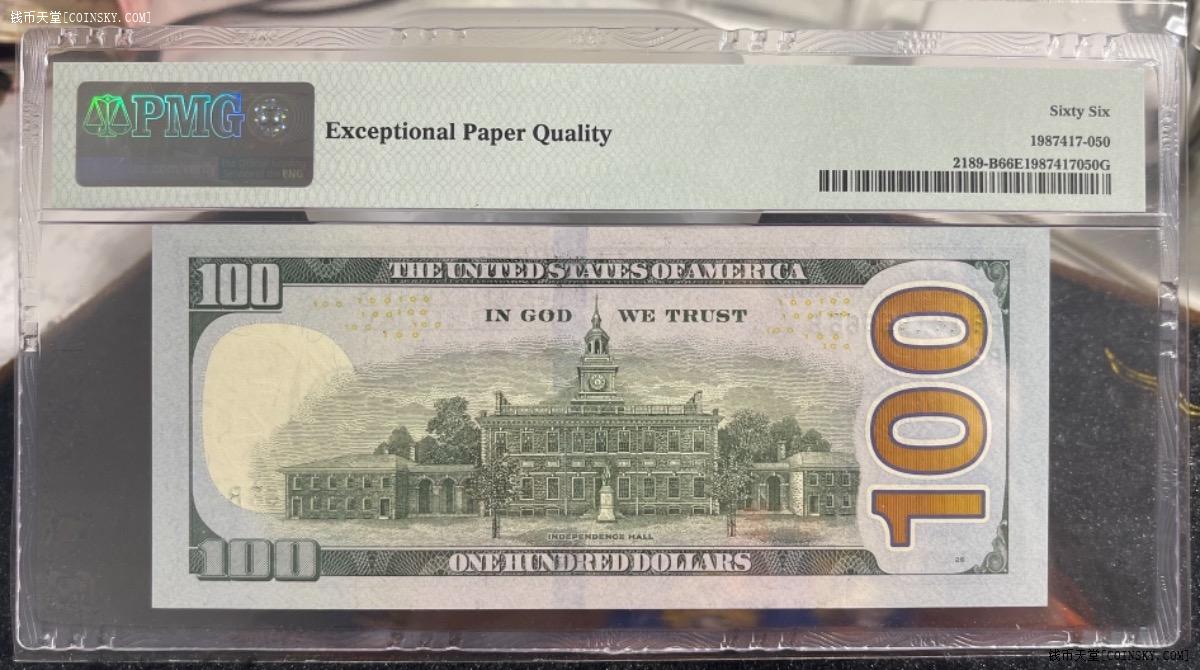 钱币天堂[COINSKY.COM]
PMG
Exceptional Paper Quality
ENG
Sixty Six
1987417-050
2189-B66E1987417050G
100
THE UNITED STATES OF AMERICA
IN GOD WE TRUST
100
INDEPENDENCE HALL
100
ONE HUNDRED DOLLARS
26
钱币天堂[COINSKY.COM]